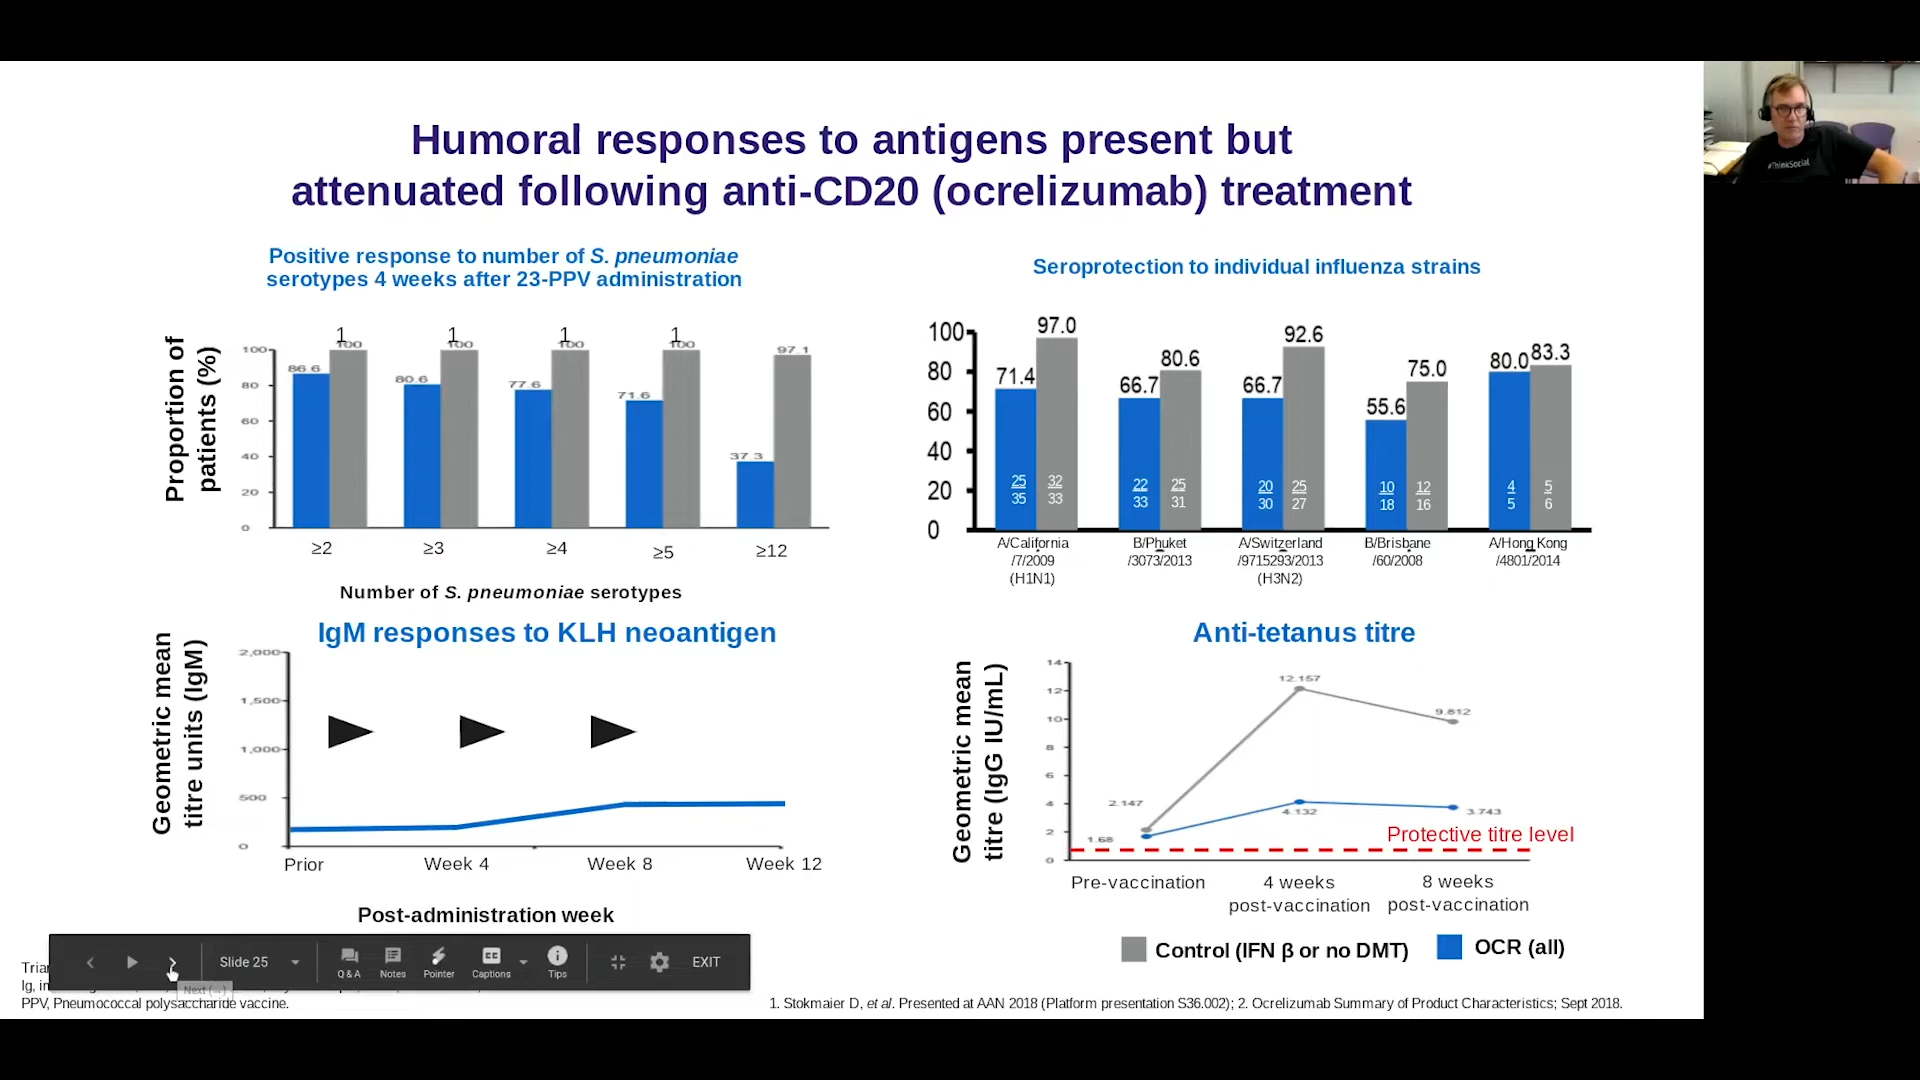 Humoral responses to antigens present but
attenuated following anti-CD20 (ocrelizumab) treatment
Positive response to number of S. pneumoniae
serotypes 4 weeks after 23-PPV administration
Proportion of
patients (%)
100
80
60
40
20
0
86.6
1
100
80.6
1
100
77.6
1
100
71.6
1
100
37.3
97.1
≥2
≥3
≥4
≥5
≥12
Number of S. pneumoniae serotypes
Seroprotection to individual influenza strains
100
80
60
40
20
0
71.4
97.0
66.7
80.6
66.7
92.6
55.6
75.0
80.0
83.3
25 32 22 25 20 25 10 12 4 5
35 33 33 31 30 27 18 16 5 6
A/California B/Phuket A/Switzerland B/Brisbane A/Hong Kong
/7/2009 /3073/2013 /9715293/2013 /60/2008 /4801/2014
(H1N1) (H3N2)
IgM responses to KLH neoantigen
Geometric mean
titre units (IgM)
2,000
1,500
1,000
500
0
Prior Week 4 Week 8 Week 12
Post-administration week
Anti-tetanus titre
Geometric mean
titre (IgG IU/mL)
14
12
10
8
6
4
2
0
12.157
9.812
2.147
1.68
4.132
3.743
Protective titre level
Pre-vaccination 4 weeks 8 weeks
post-vaccination post-vaccination
Control (IFN β or no DMT) OCR (all)
Slide 25
Q & A
Notes
Pointer
CC
Captions
Tips
EXIT
Next (→)
PPV, Pneumococcal polysaccharide vaccine.
1. Stokmaier D, et al. Presented at AAN 2018 (Platform presentation S36.002); 2. Ocrelizumab Summary of Product Characteristics; Sept 2018.
#ThinkSocial